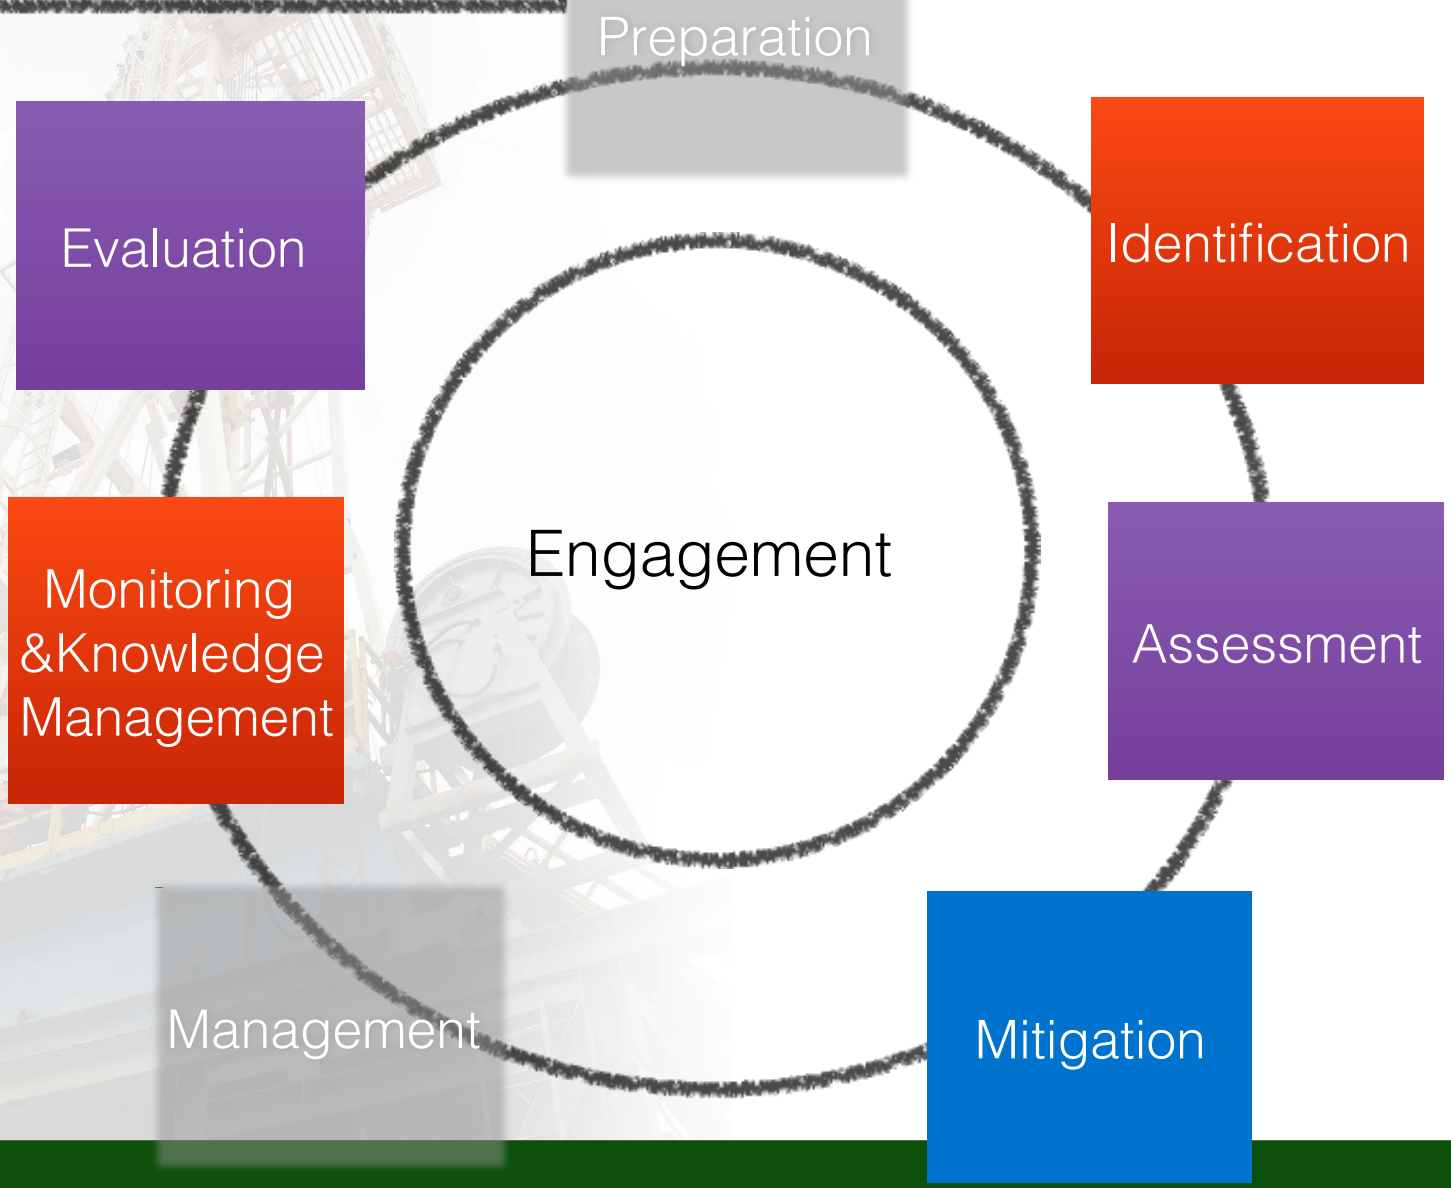 Preparation
Evaluation
Identification
Engagement
Monitoring
&Knowledge
Management
Assessment
Management
Mitigation